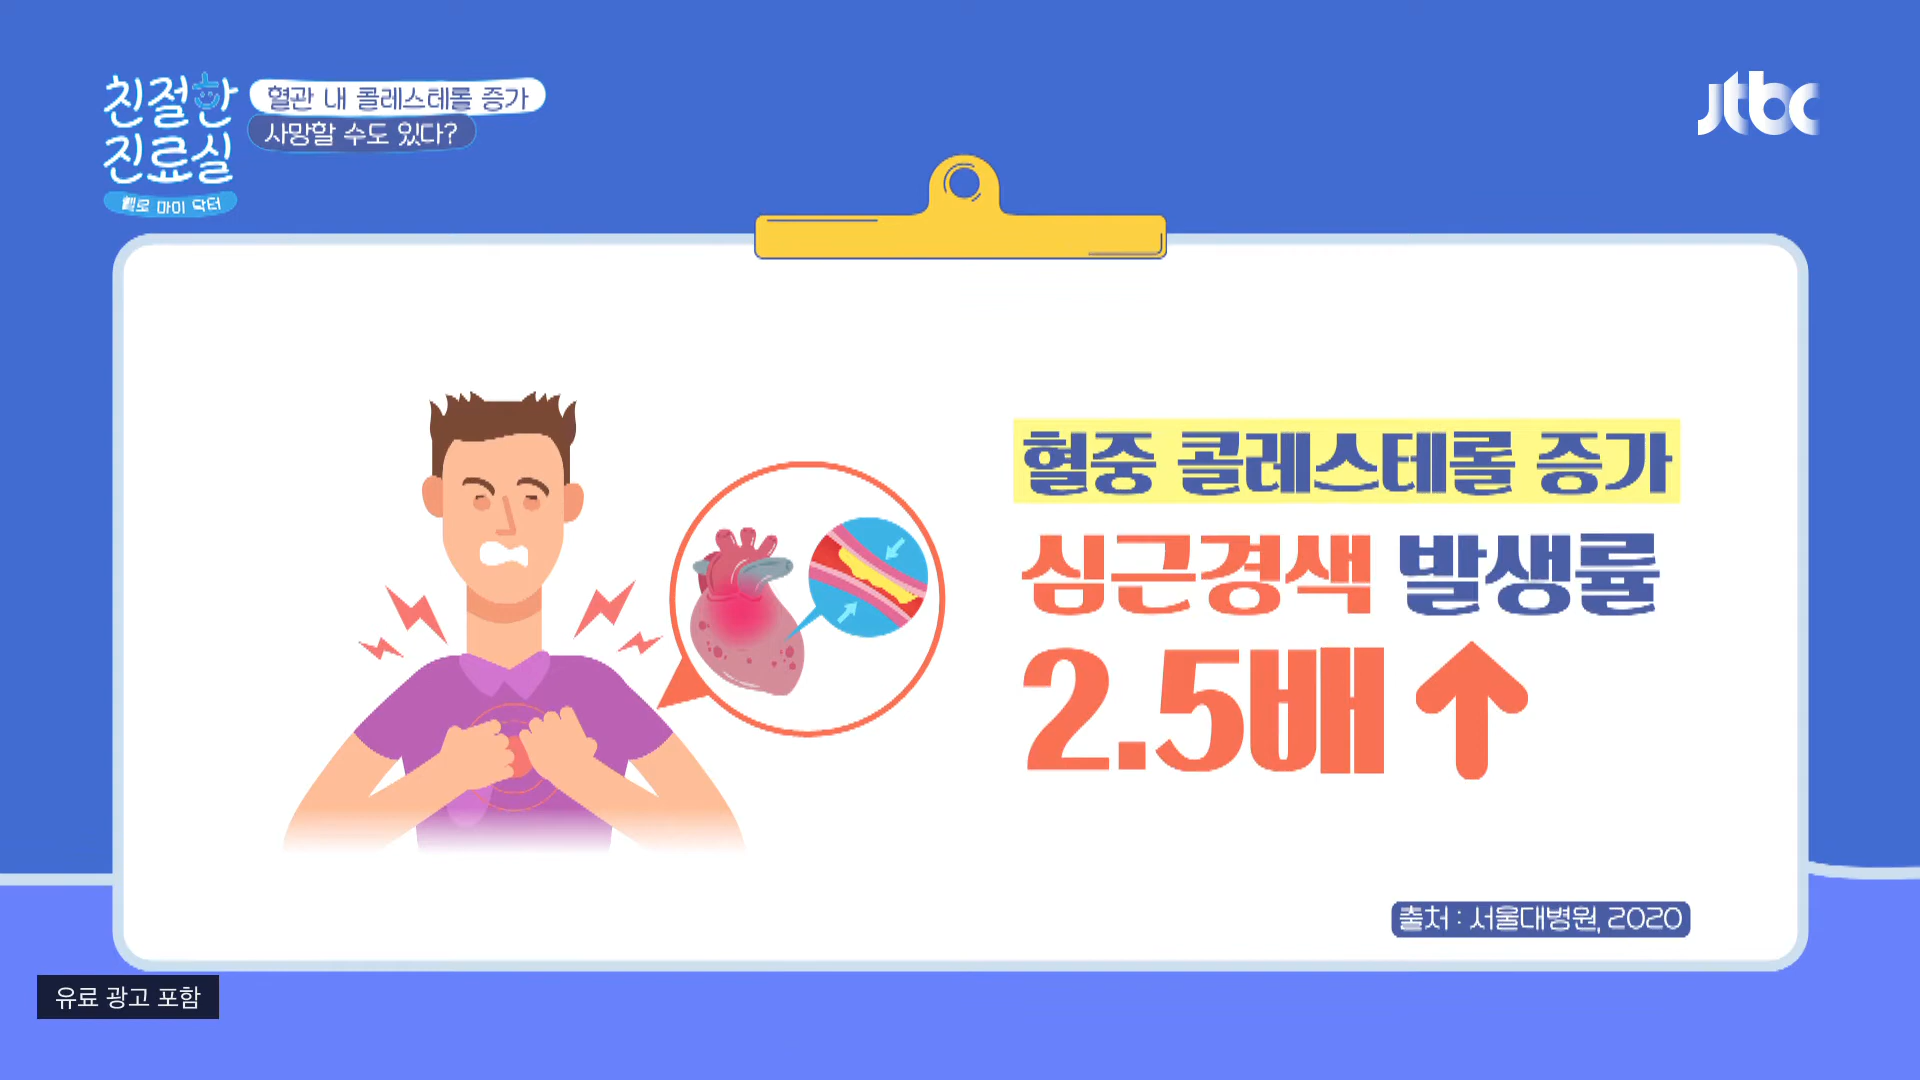 친절한
진료실
헬로 마이 닥터
혈관 내 콜레스테롤 증가
사망할 수도 있다?
jtbc
혈중 콜레스테롤 증가
심근경색 발생률
2.5배↑
출처 : 서울대병원, 2020
유료 광고 포함